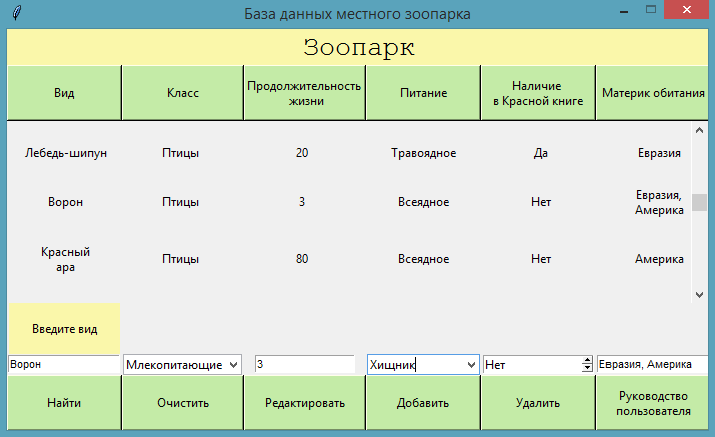 База данных местного зоопарка
Зоопарк
Вид Класс Продолжительность жизни Питание Наличие в Красной книге Материк обитания
Лебедь-шипун Птицы 20 Травоядное Да Евразия
Ворон Птицы 3 Всеядное Нет Евразия, Америка
Красный ара Птицы 80 Всеядное Нет Америка
Введите вид
Ворон Млекопитающие 3 Хищник Нет Евразия, Америка
Найти Очистить Редактировать Добавить Удалить Руководство пользователя